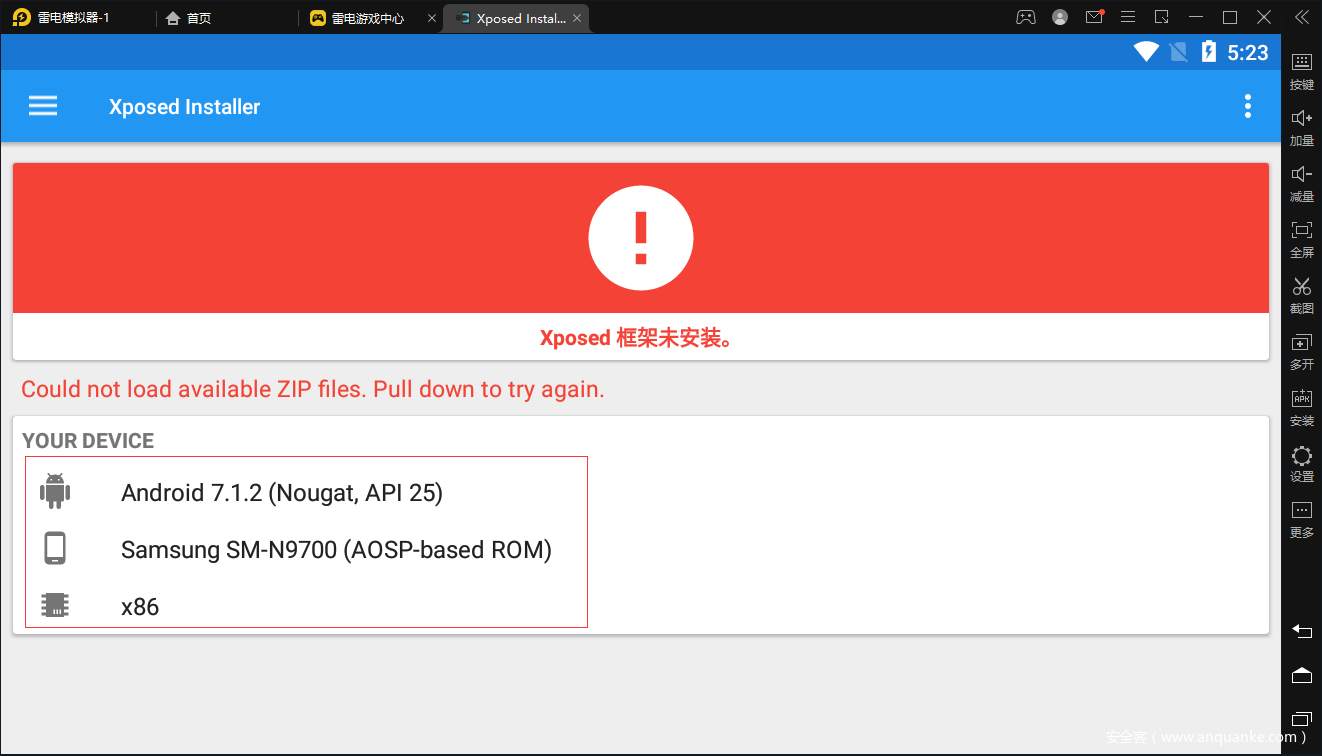 雷电模拟器-1
首页
雷电游戏中心
Xposed Instal...
5:23
Xposed Installer
Xposed 框架未安装。
Could not load available ZIP files. Pull down to try again.
YOUR DEVICE
Android 7.1.2 (Nougat, API 25)
Samsung SM-N9700 (AOSP-based ROM)
x86
按键
加量
减量
全屏
截图
多开
APK
安装
设置
更多
安全客 ( www.anquanke.com )